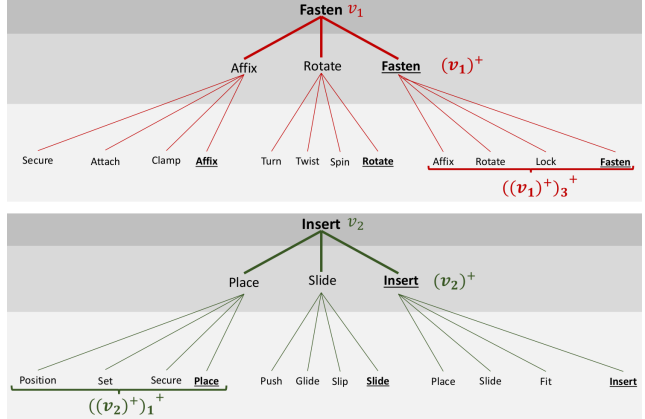 Fasten v₁
Affix Rotate Fasten (v₁)⁺
Secure Attach Clamp Affix Turn Twist Spin Rotate Affix Rotate Lock Fasten
((v₁)⁺)₃⁺
Insert v₂
Place Slide Insert (v₂)⁺
Position Set Secure Place Push Glide Slip Slide Place Slide Fit Insert
((v₂)⁺)₁⁺